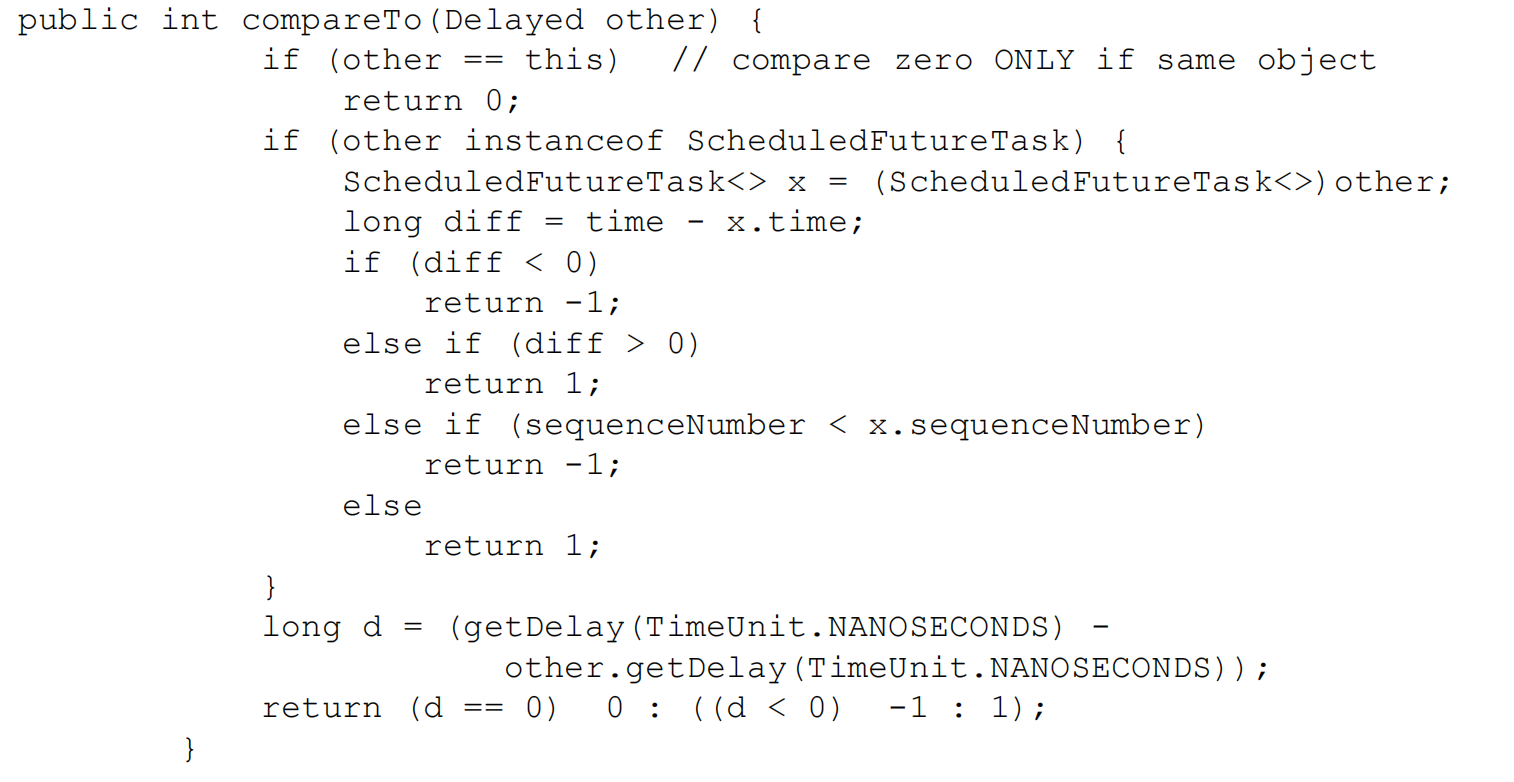 public int compareTo(Delayed other) {
if (other == this)   // compare zero ONLY if same object
return 0;
if (other instanceof ScheduledFutureTask) {
ScheduledFutureTask<> x = (ScheduledFutureTask<>)other;
long diff = time - x.time;
if (diff < 0)
return -1;
else if (diff > 0)
return 1;
else if (sequenceNumber < x.sequenceNumber)
return -1;
else
return 1;
}
long d = (getDelay(TimeUnit.NANOSECONDS) -
other.getDelay(TimeUnit.NANOSECONDS));
return (d == 0)  0 : ((d < 0)  -1 : 1);
}